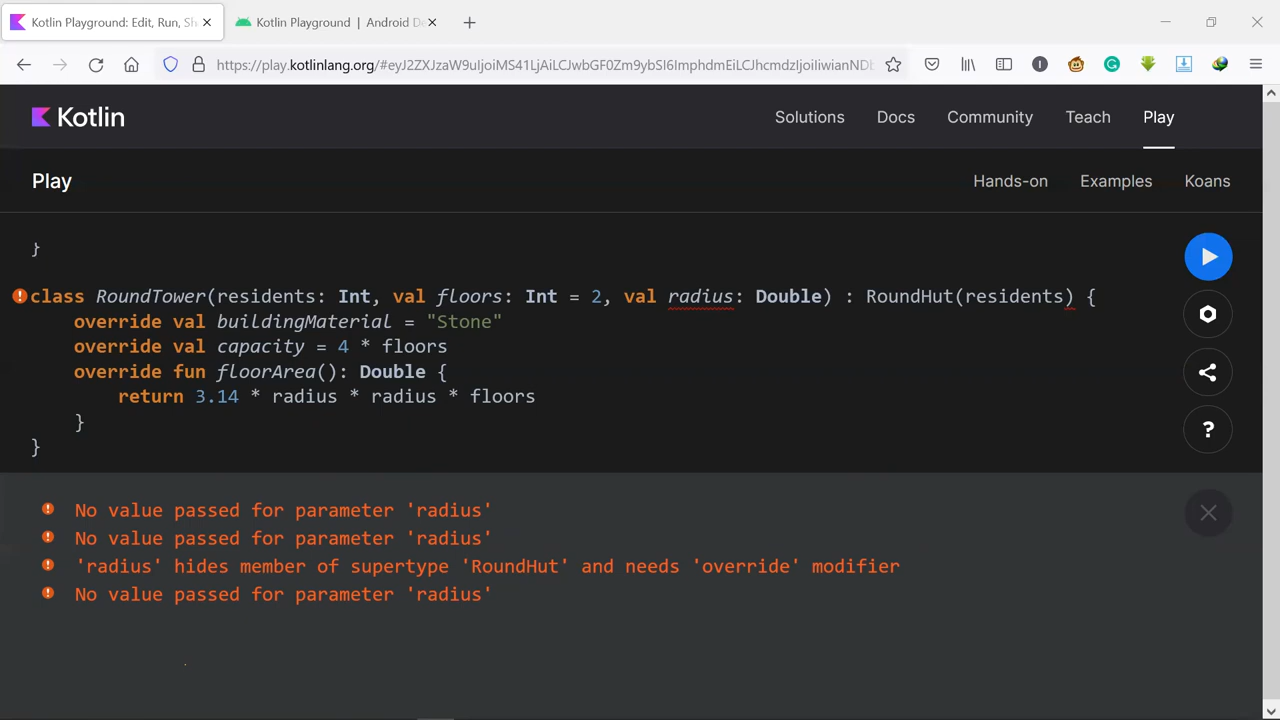 Kotlin Playground: Edit, Run, Sh
Kotlin Playground | Android De
https://play.kotlinlang.org/#eyJ2ZXJzaW9uIjoiMS41LjAiLCJwbGF0Zm9ybSI6ImphdmEiLCJhcmdzIjoiIiwianNDb
Kotlin
Solutions
Docs
Community
Teach
Play
Play
Hands-on
Examples
Koans
}
class RoundTower(residents: Int, val floors: Int = 2, val radius: Double) : RoundHut(residents) {
override val buildingMaterial = "Stone"
override val capacity = 4 * floors
override fun floorArea(): Double {
return 3.14 * radius * radius * floors
}
}
No value passed for parameter 'radius'
No value passed for parameter 'radius'
'radius' hides member of supertype 'RoundHut' and needs 'override' modifier
No value passed for parameter 'radius'